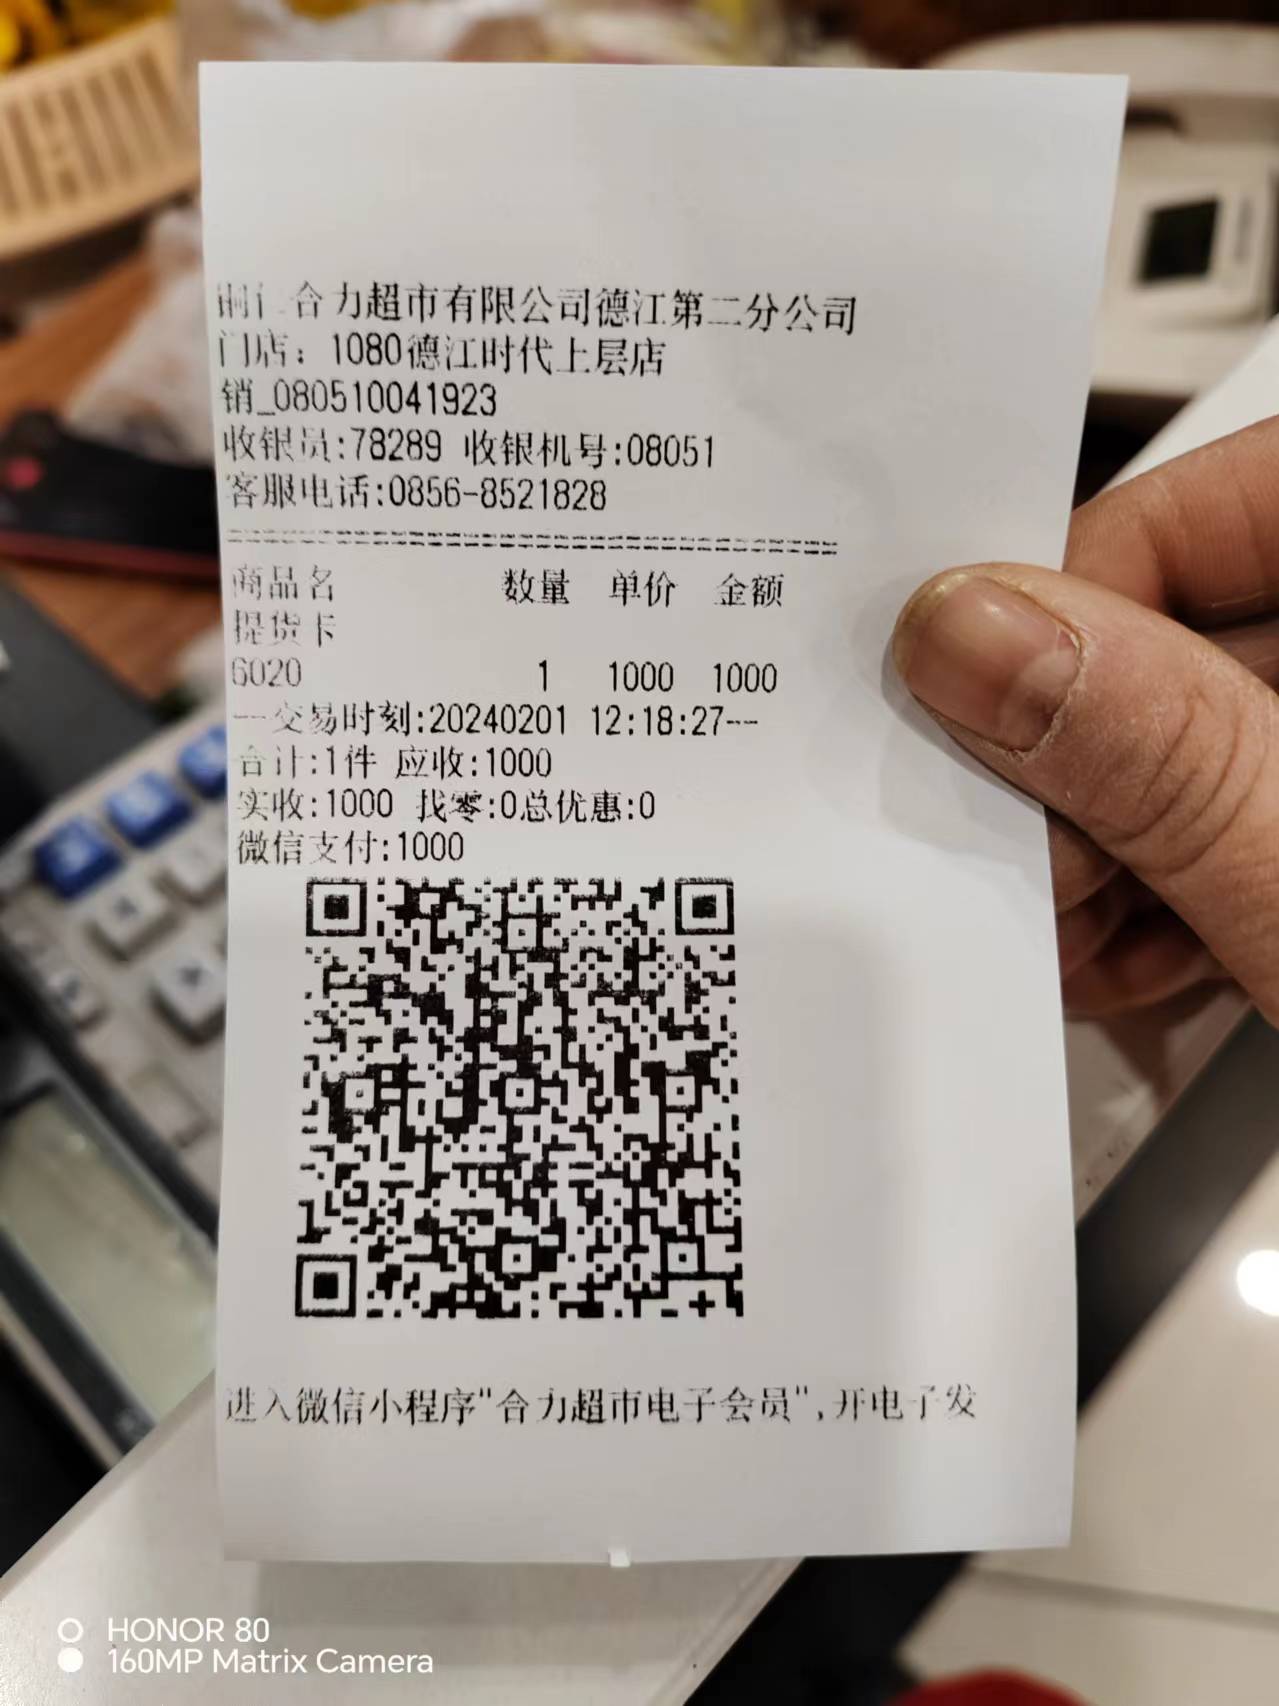 铜仁合力超市有限公司德江第二分公司
门店：1080德江时代上层店
销_080510041923
收银员:78289 收银机号:08051
客服电话:0856-8521828
商品名 数量 单价 金额
提货卡
6020 1 1000 1000
--交易时刻:20240201 12:18:27--
合计:1件 应收:1000
实收:1000 找零:0总优惠:0
微信支付:1000
进入微信小程序"合力超市电子会员",开电子发
HONOR 80
160MP Matrix Camera